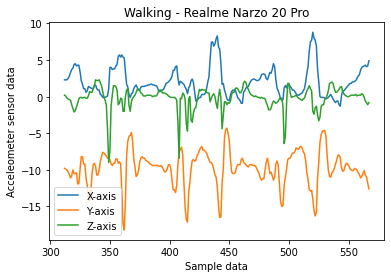 Walking - Realme Narzo 20 Pro
Acceleometer sensor data
10
5
0
−5
−10
−15
X-axis
Y-axis
Z-axis
300
350
400
450
500
550
Sample data